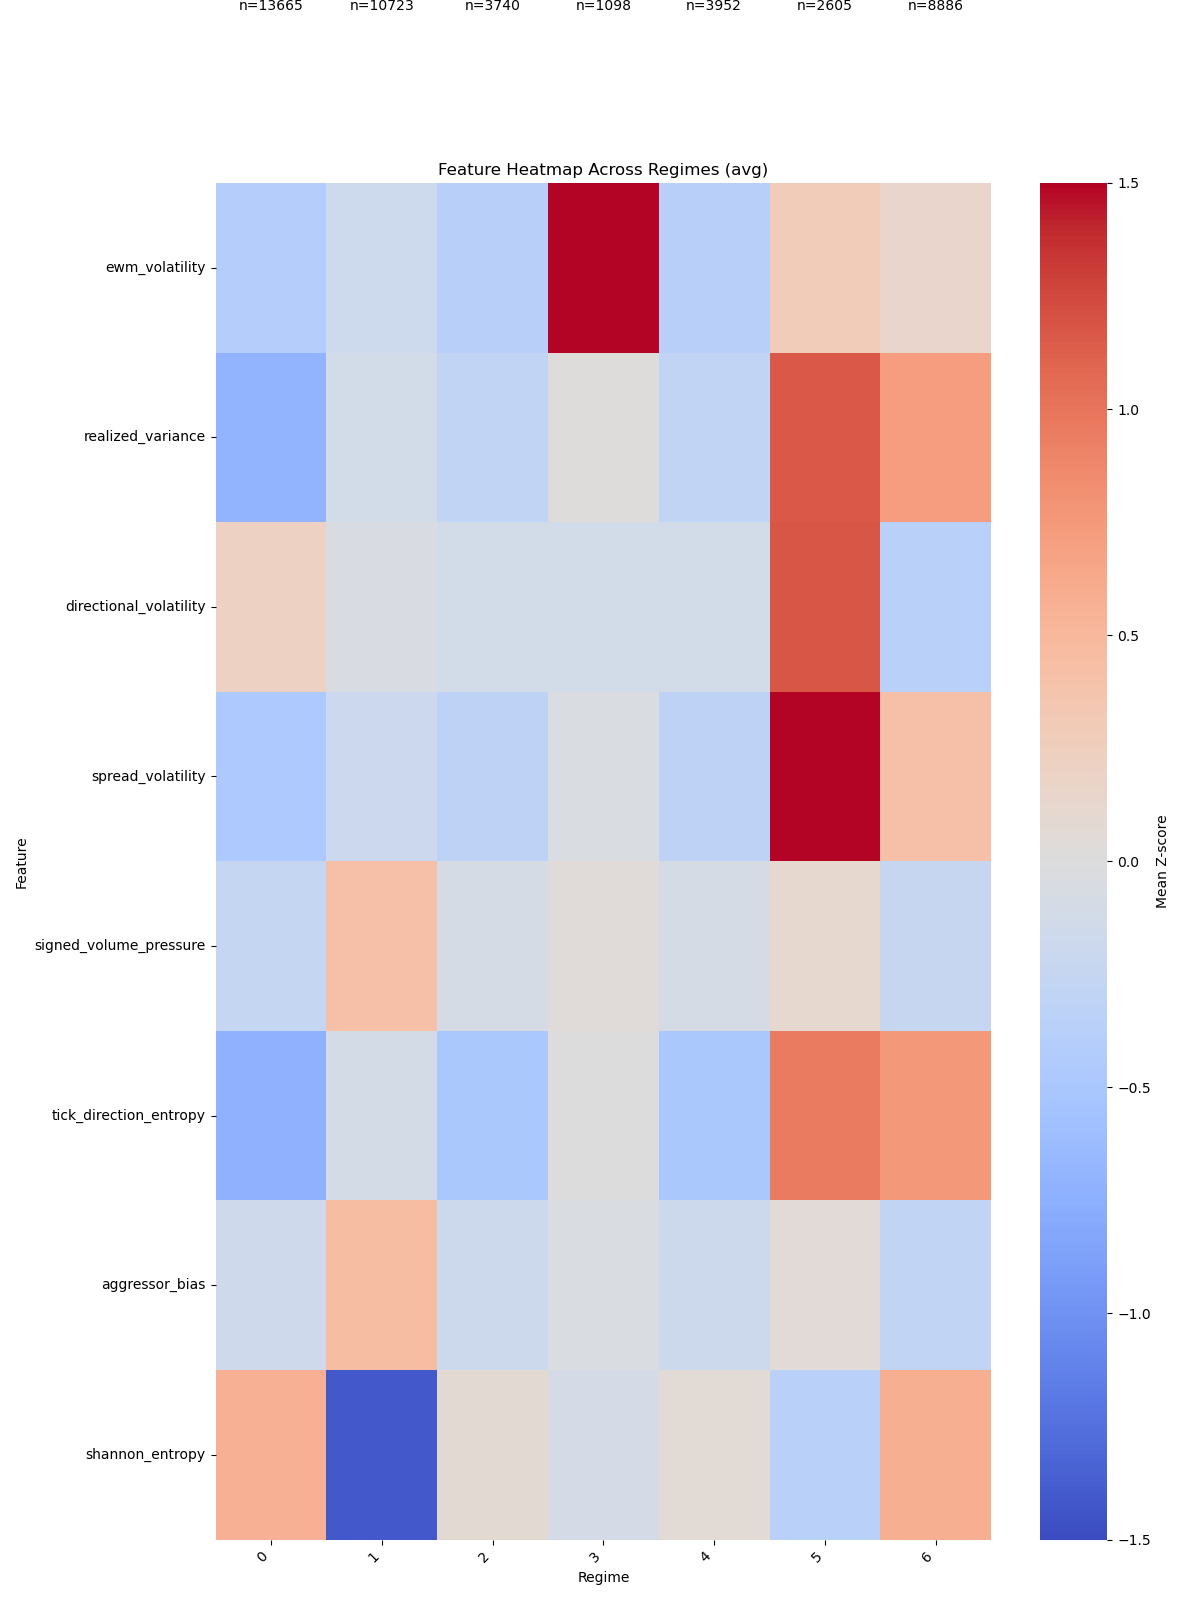 n=13665 n=10723 n=3740 n=1098 n=3952 n=2605 n=8886
Feature Heatmap Across Regimes (avg)
ewm_volatility
realized_variance
directional_volatility
spread_volatility
signed_volume_pressure
tick_direction_entropy
aggressor_bias
shannon_entropy
Feature
0 1 2 3 4 5 6
Regime
1.5
1.0
0.5
0.0
−0.5
−1.0
−1.5
Mean Z-score